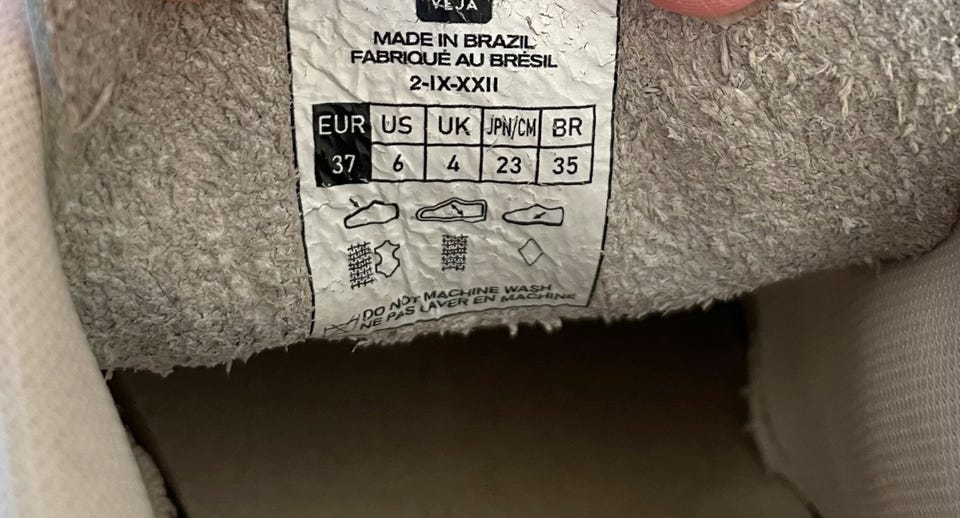 VEJA
MADE IN BRAZIL
FABRIQUÉ AU BRÉSIL
2-IX-XXII
EUR US UK JPN/CM BR
37 6 4 23 35
DO NOT MACHINE WASH
NE PAS LAVER EN MACHINE